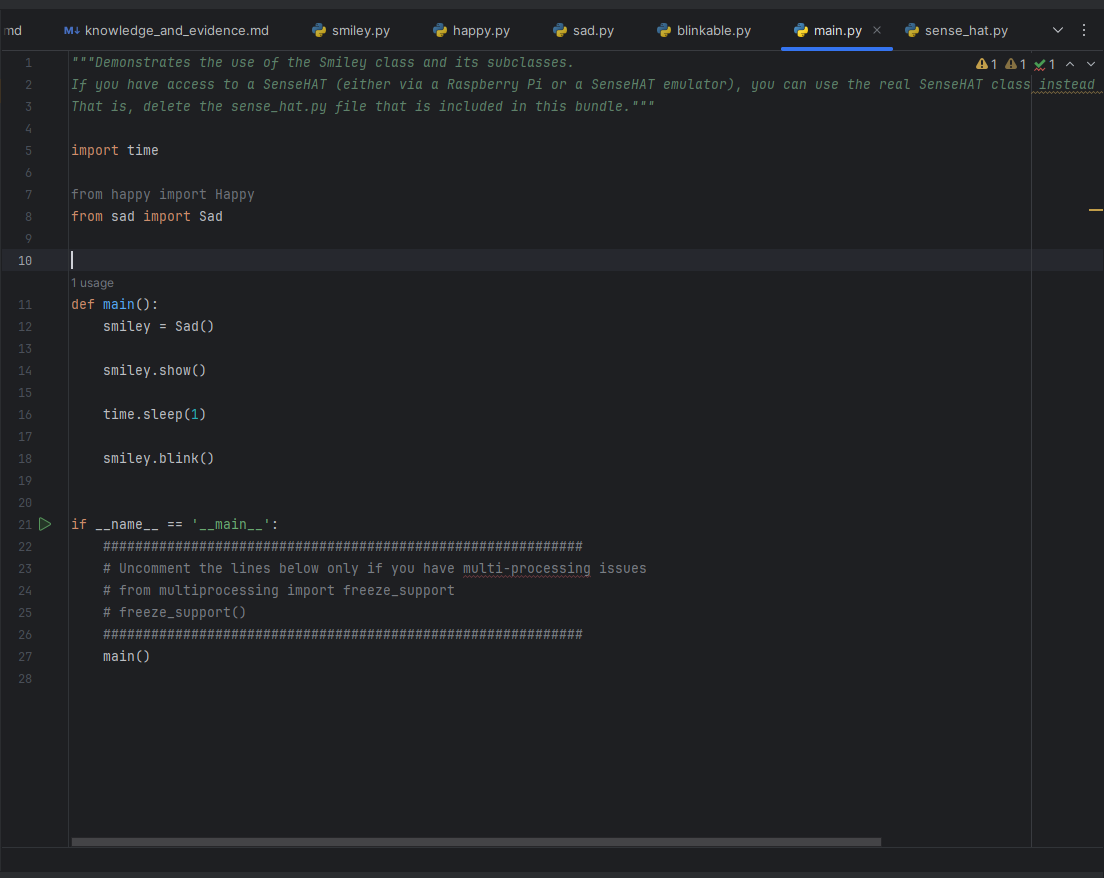 md knowledge_and_evidence.md smiley.py happy.py sad.py blinkable.py main.py sense_hat.py
1 """Demonstrates the use of the Smiley class and its subclasses. 1 1 1
2 If you have access to a SenseHAT (either via a Raspberry Pi or a SenseHAT emulator), you can use the real SenseHAT class instead
3 That is, delete the sense_hat.py file that is included in this bundle."""
4
5 import time
6
7 from happy import Happy
8 from sad import Sad
9
10
1 usage
11 def main():
12     smiley = Sad()
13
14     smiley.show()
15
16     time.sleep(1)
17
18     smiley.blink()
19
20
21 if __name__ == '__main__':
22     ############################################################
23     # Uncomment the lines below only if you have multi-processing issues
24     # from multiprocessing import freeze_support
25     # freeze_support()
26     ############################################################
27     main()
28